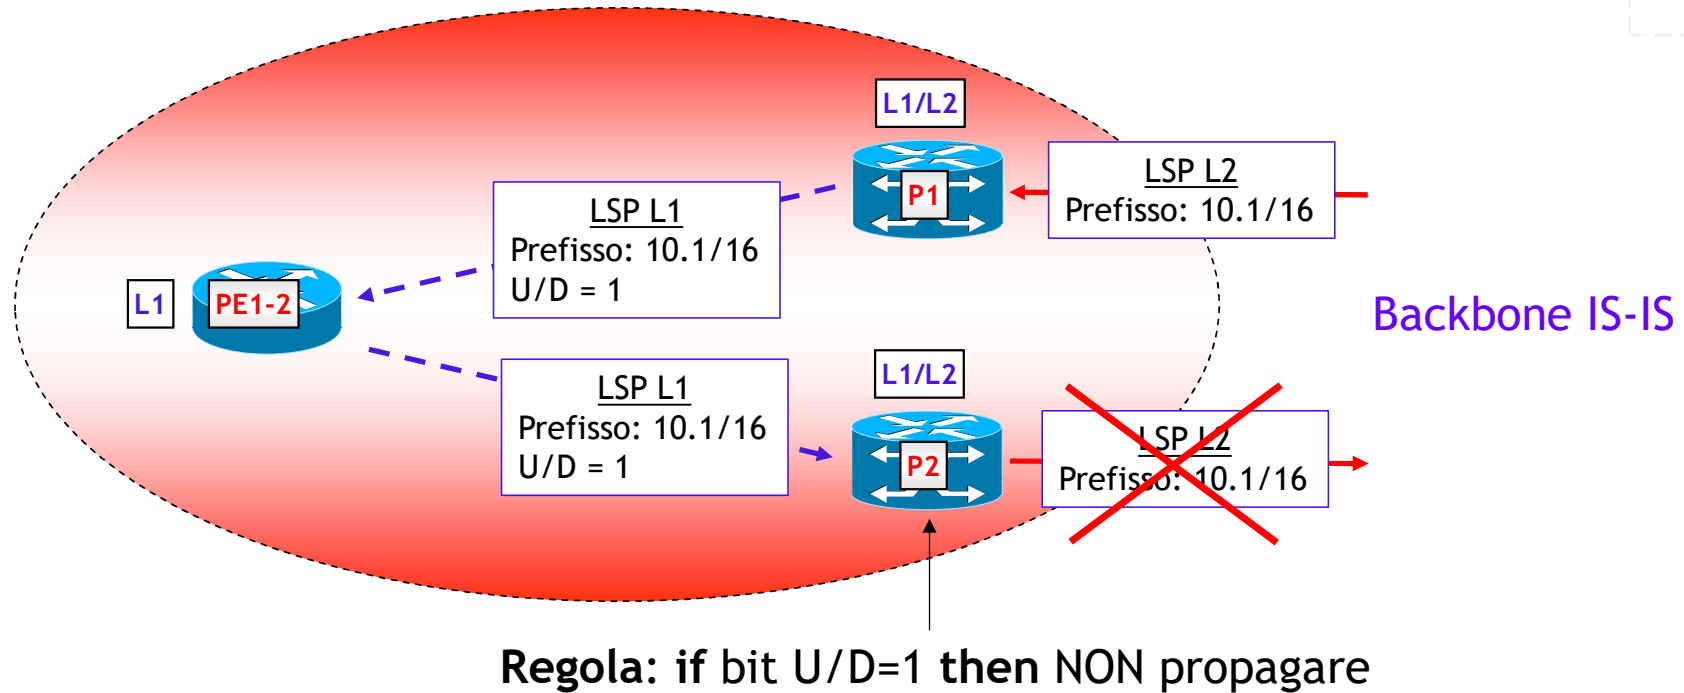 L1/L2
P1
LSP L2
Prefisso: 10.1/16
LSP L1
Prefisso: 10.1/16
U/D = 1
L1
PE1-2
Backbone IS-IS
LSP L1
Prefisso: 10.1/16
U/D = 1
L1/L2
P2
LSP L2
Prefisso: 10.1/16
Regola: if bit U/D=1 then NON propagare